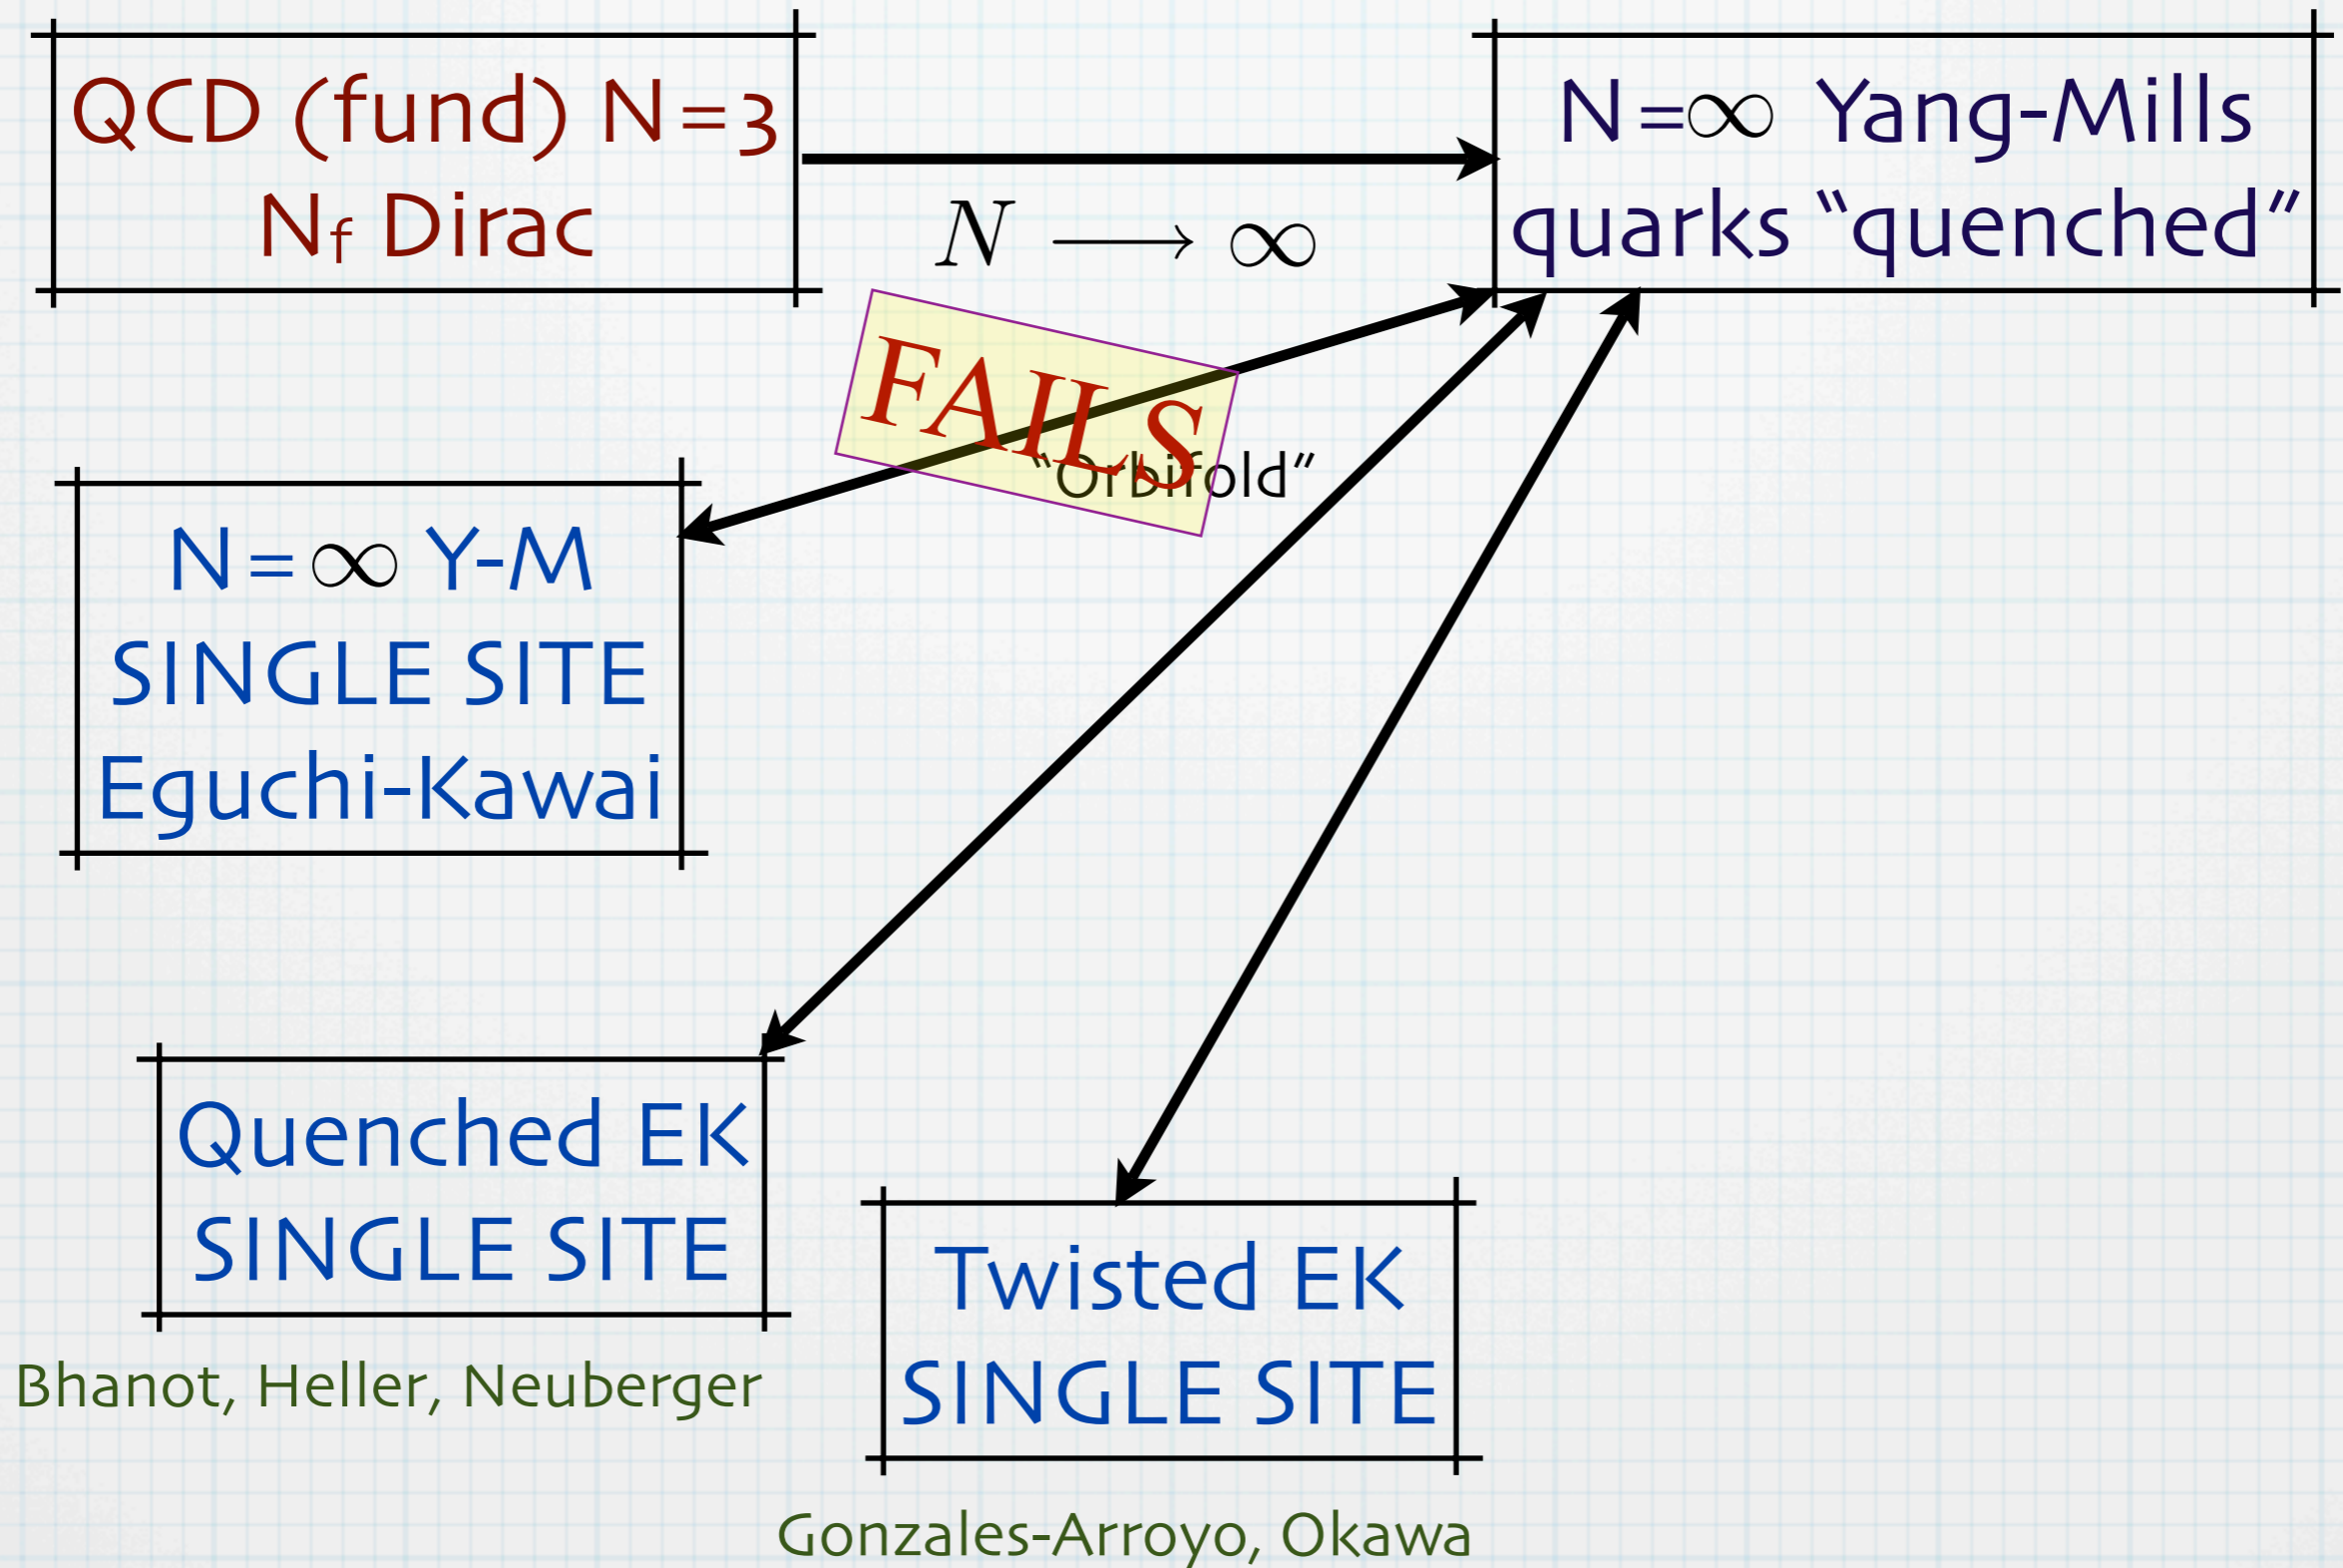 QCD (fund) N=3
N_f Dirac
N ⟶ ∞
N=∞ Yang-Mills
quarks “quenched”
FAILS
“Orbifold”
N=∞ Y-M
SINGLE SITE
Eguchi-Kawai
Quenched EK
SINGLE SITE
Bhanot, Heller, Neuberger
Twisted EK
SINGLE SITE
Gonzales-Arroyo, Okawa